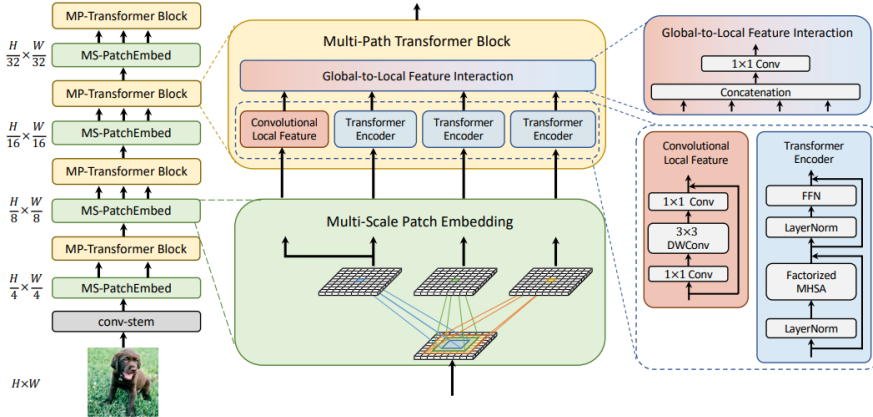 MP-Transformer Block
H/32 × W/32
MS-PatchEmbed
MP-Transformer Block
H/16 × W/16
MS-PatchEmbed
MP-Transformer Block
H/8 × W/8
MS-PatchEmbed
MP-Transformer Block
H/4 × W/4
MS-PatchEmbed
conv-stem
H×W
Multi-Path Transformer Block
Global-to-Local Feature Interaction
Convolutional
Local Feature
Transformer
Encoder
Transformer
Encoder
Transformer
Encoder
Multi-Scale Patch Embedding
Global-to-Local Feature Interaction
1×1 Conv
Concatenation
Convolutional
Local Feature
1×1 Conv
3×3
DWConv
1×1 Conv
Transformer
Encoder
FFN
LayerNorm
Factorized
MHSA
LayerNorm